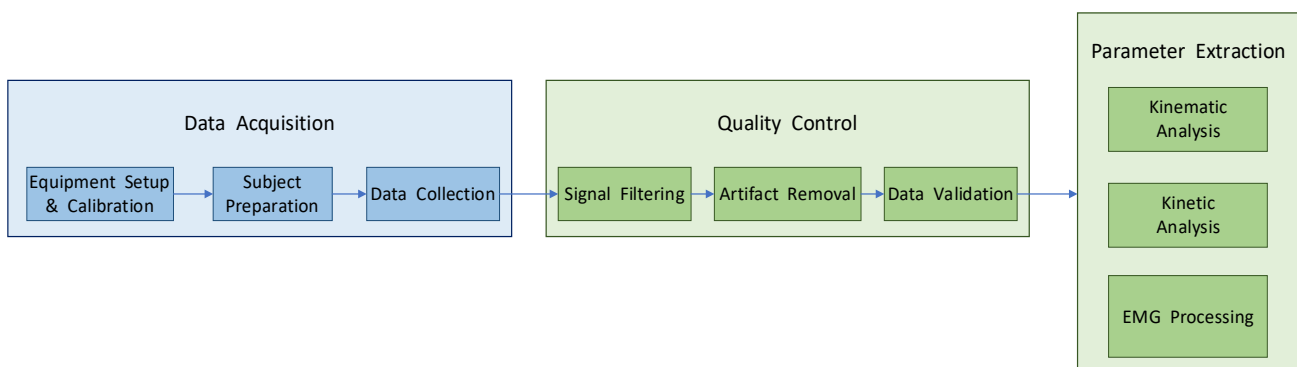 Data Acquisition
Equipment Setup
& Calibration
Subject
Preparation
Data Collection
Quality Control
Signal Filtering
Artifact Removal
Data Validation
Parameter Extraction
Kinematic
Analysis
Kinetic
Analysis
EMG Processing